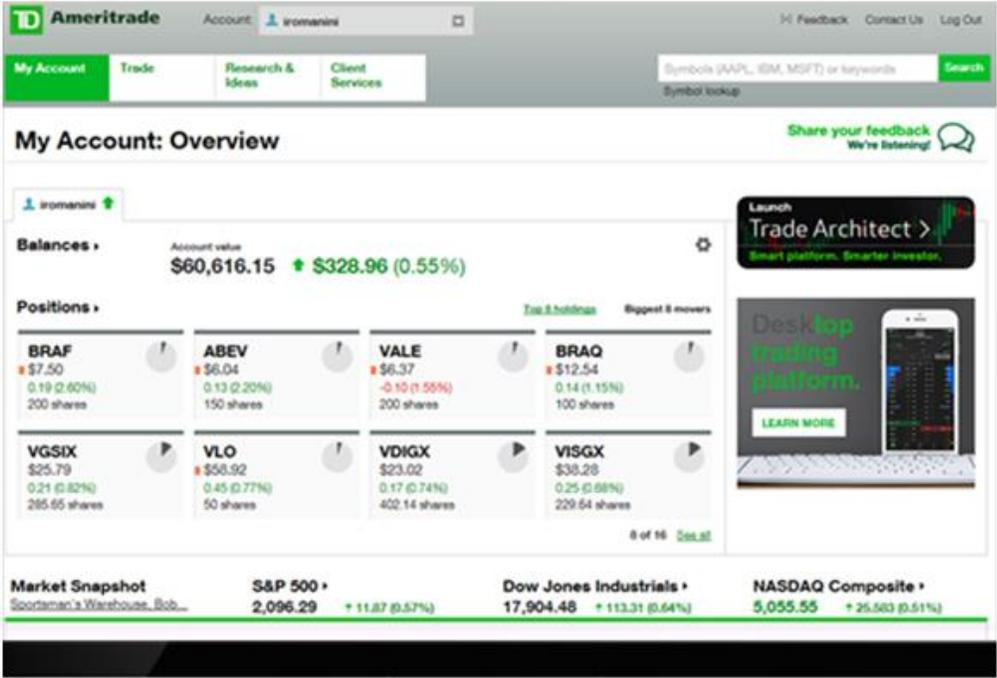 TD Ameritrade
Account: iromanini
Feedback Contact Us Log Out
My Account Trade Research & Ideas Client Services
Symbols (AAPL, IBM, MSFT) or keywords Search
Symbol lookup
My Account: Overview
Share your feedback
We're listening!
iromanini
Balances
Account value
$60,616.15 $328.96 (0.55%)
Positions
Top 8 holdings Biggest 8 movers
BRAF
$7.50
0.19 (2.60%)
200 shares
ABEV
$6.04
0.13 (2.20%)
150 shares
VALE
$6.37
-0.10 (1.55%)
200 shares
BRAQ
$12.54
0.14 (1.15%)
100 shares
VGSIX
$25.79
0.21 (0.82%)
285.65 shares
VLO
$58.92
0.45 (0.77%)
50 shares
VDIGX
$23.02
0.17 (0.74%)
402.14 shares
VISGX
$38.28
0.25 (0.68%)
229.64 shares
8 of 16 See all
Launch
Trade Architect >
Smart platform. Smarter investor.
Desktop
trading
platform.
LEARN MORE
Market Snapshot
Sportsman's Warehouse, Bob...
S&P 500
2,096.29 11.87 (0.57%)
Dow Jones Industrials
17,904.48 113.31 (0.64%)
NASDAQ Composite
5,055.55 25.583 (0.51%)